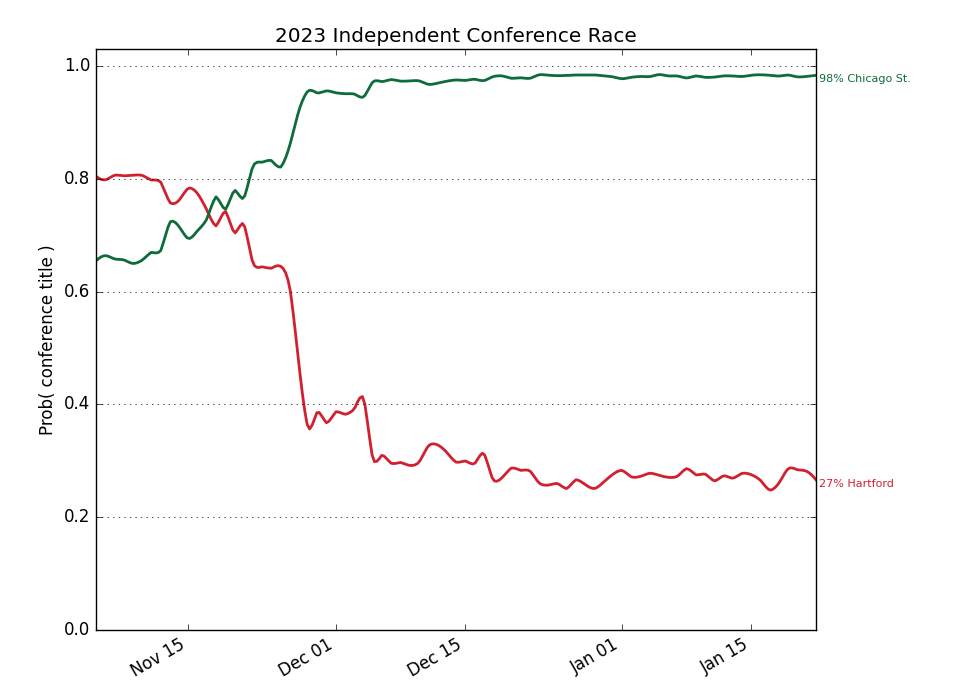 2023 Independent Conference Race
1.0
0.8
0.6
0.4
0.2
0.0
Prob( conference title )
98% Chicago St.
27% Hartford
Nov 15
Dec 01
Dec 15
Jan 01
Jan 15